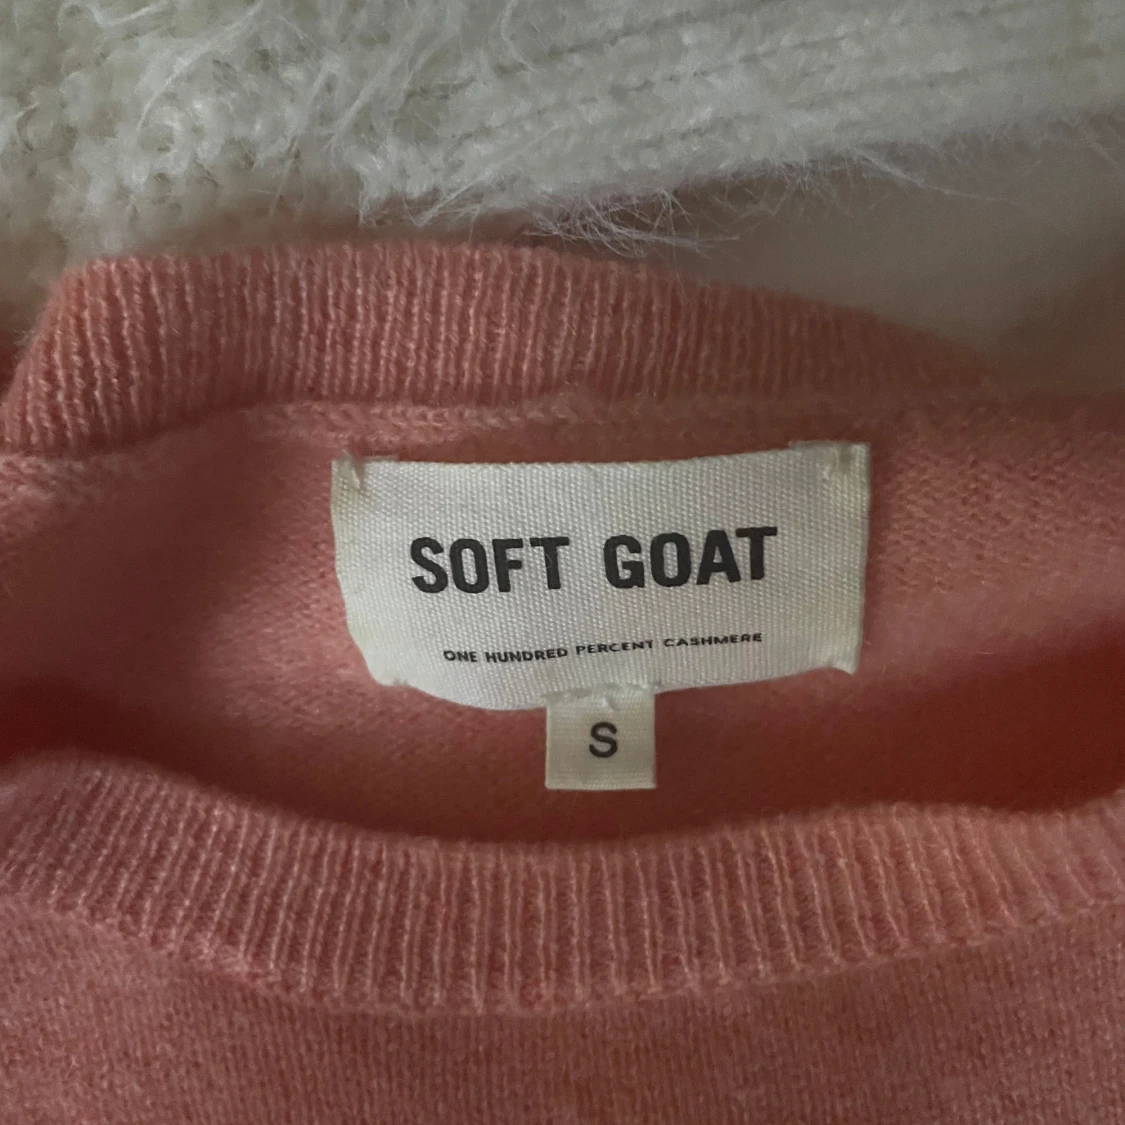 SOFT GOAT
ONE HUNDRED PERCENT CASHMERE
S